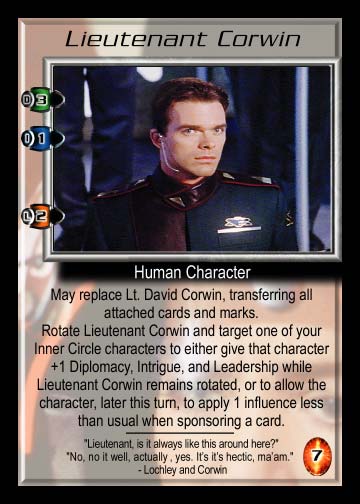 Lieutenant Corwin
D 3
I 1
L 2
Human Character
May replace Lt. David Corwin, transferring all
attached cards and marks.
Rotate Lieutenant Corwin and target one of your
Inner Circle characters to either give that character
+1 Diplomacy, Intrigue, and Leadership while
Lieutenant Corwin remains rotated, or to allow the
character, later this turn, to apply 1 influence less
than usual when sponsoring a card.
"Lieutenant, is it always like this around here?"
"No, no it well, actually , yes. It's it's hectic, ma'am."
- Lochley and Corwin
7